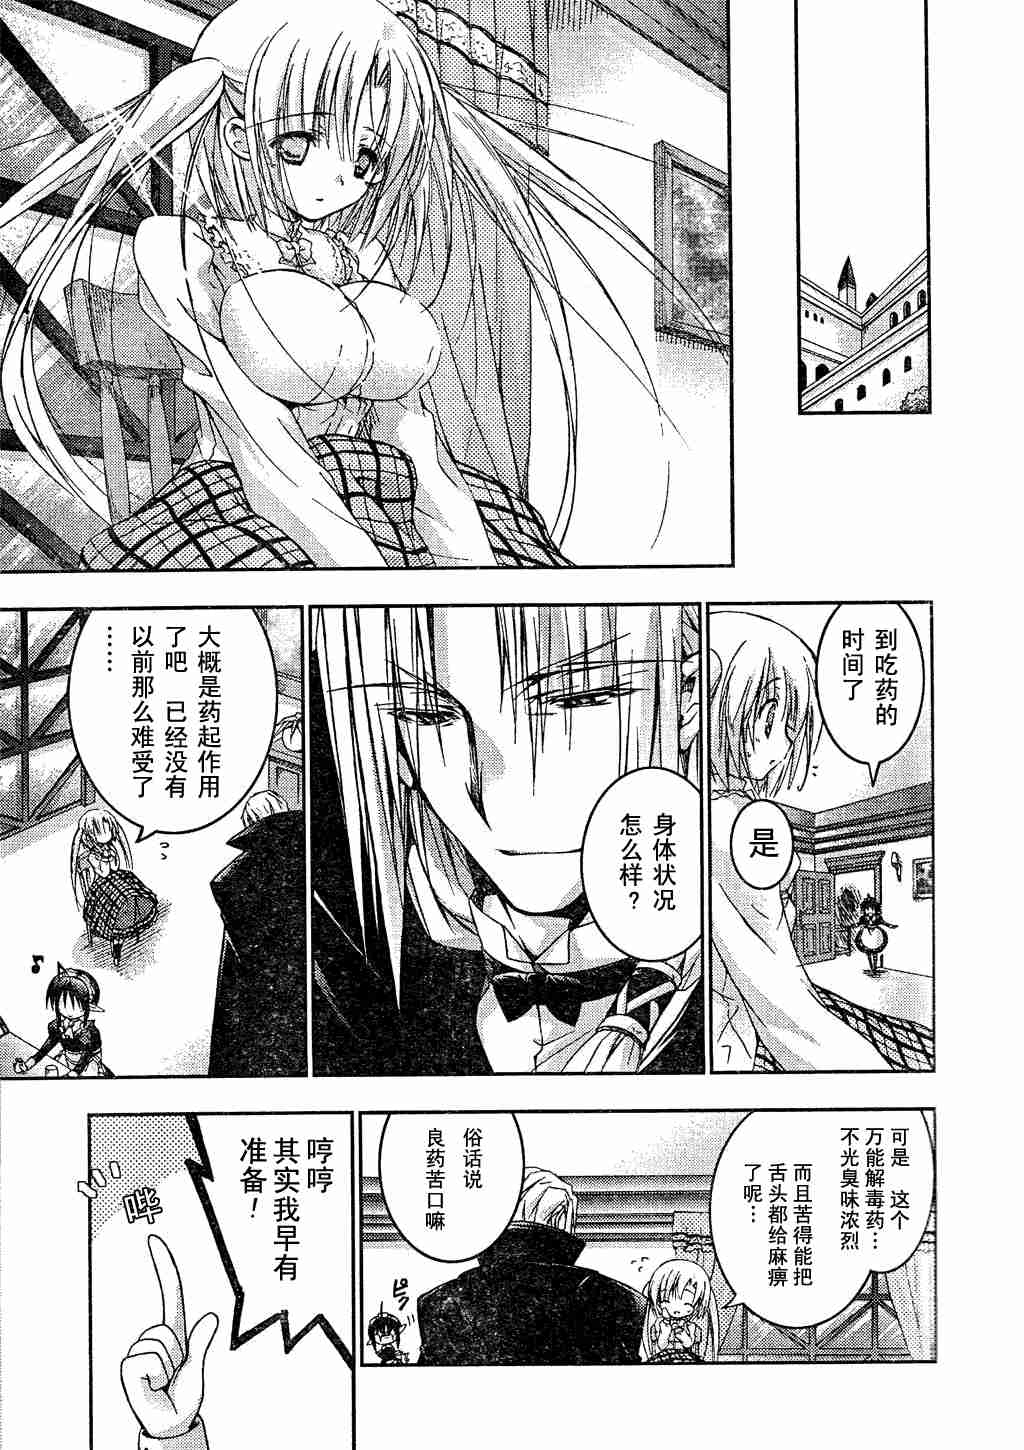 到吃药的
时间了
是
身体状况
怎么样？
大概是药起作用
了吧　已经没有
以前那么难受了
……
可是　这个
万能解毒药…
不光臭味浓烈
而且苦得能把
舌头都给麻痹
了呢…
俗话说
良药苦口嘛
ピクッ
哼哼
其实我早有
准备！
哗